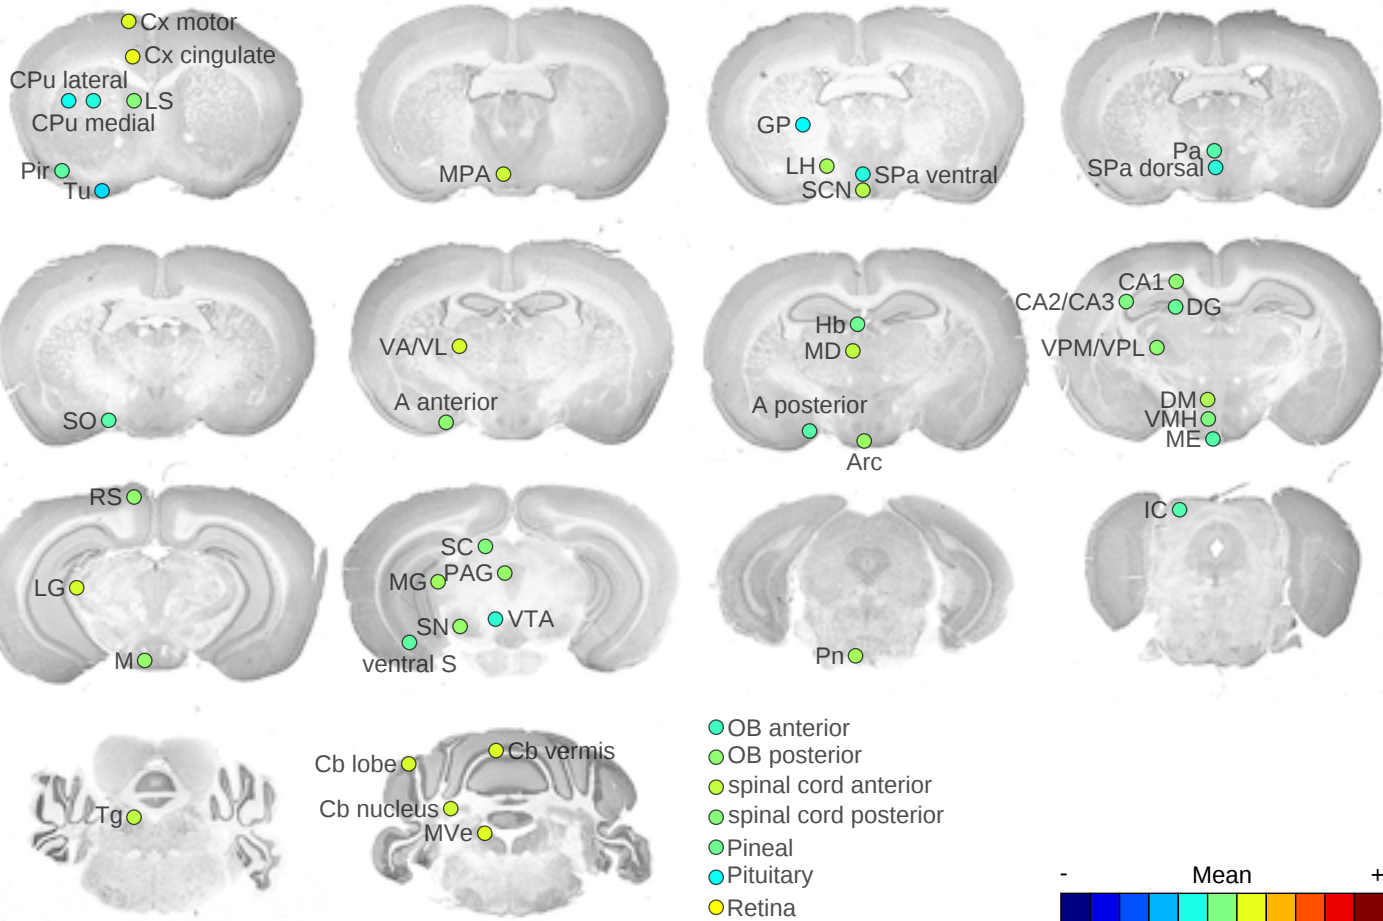 Cx motor
Cx cingulate
CPu lateral
LS
CPu medial
Pir
Tu
MPA
GP
LH
SPa ventral
SCN
Pa
SPa dorsal
SO
VA/VL
A anterior
Hb
MD
A posterior
Arc
CA1
CA2/CA3
DG
VPM/VPL
DM
VMH
ME
RS
LG
M
SC
MG
PAG
SN
VTA
ventral S
Pn
IC
Tg
Cb lobe
Cb vermis
Cb nucleus
MVe
OB anterior
OB posterior
spinal cord anterior
spinal cord posterior
Pineal
Pituitary
Retina
- Mean +